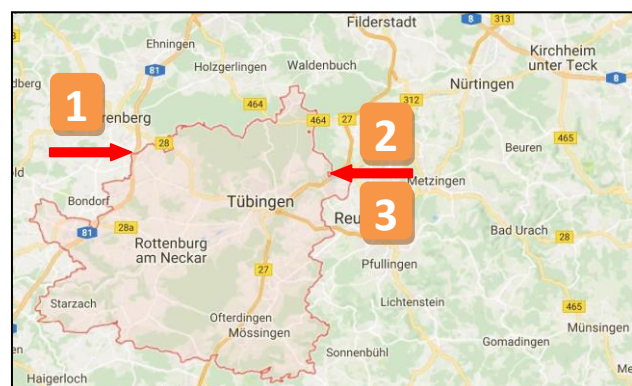 Filderstadt
8
313
Ehningen
Kirchheim
unter Teck
Holzgerlingen
Waldenbuch
81
8
Nürtingen
1
464
312
renberg
464
27
2
28
465
Beuren
Metzingen
Bondorf
Tübingen
3
Reu
28a
81
Bad Urach
28
Rottenburg
am Neckar
Pfullingen
27
Starzach
Lichtenstein
465
Ofterdingen
Mössingen
Münsingen
Gomadingen
Sonnenbühl
Haigerloch